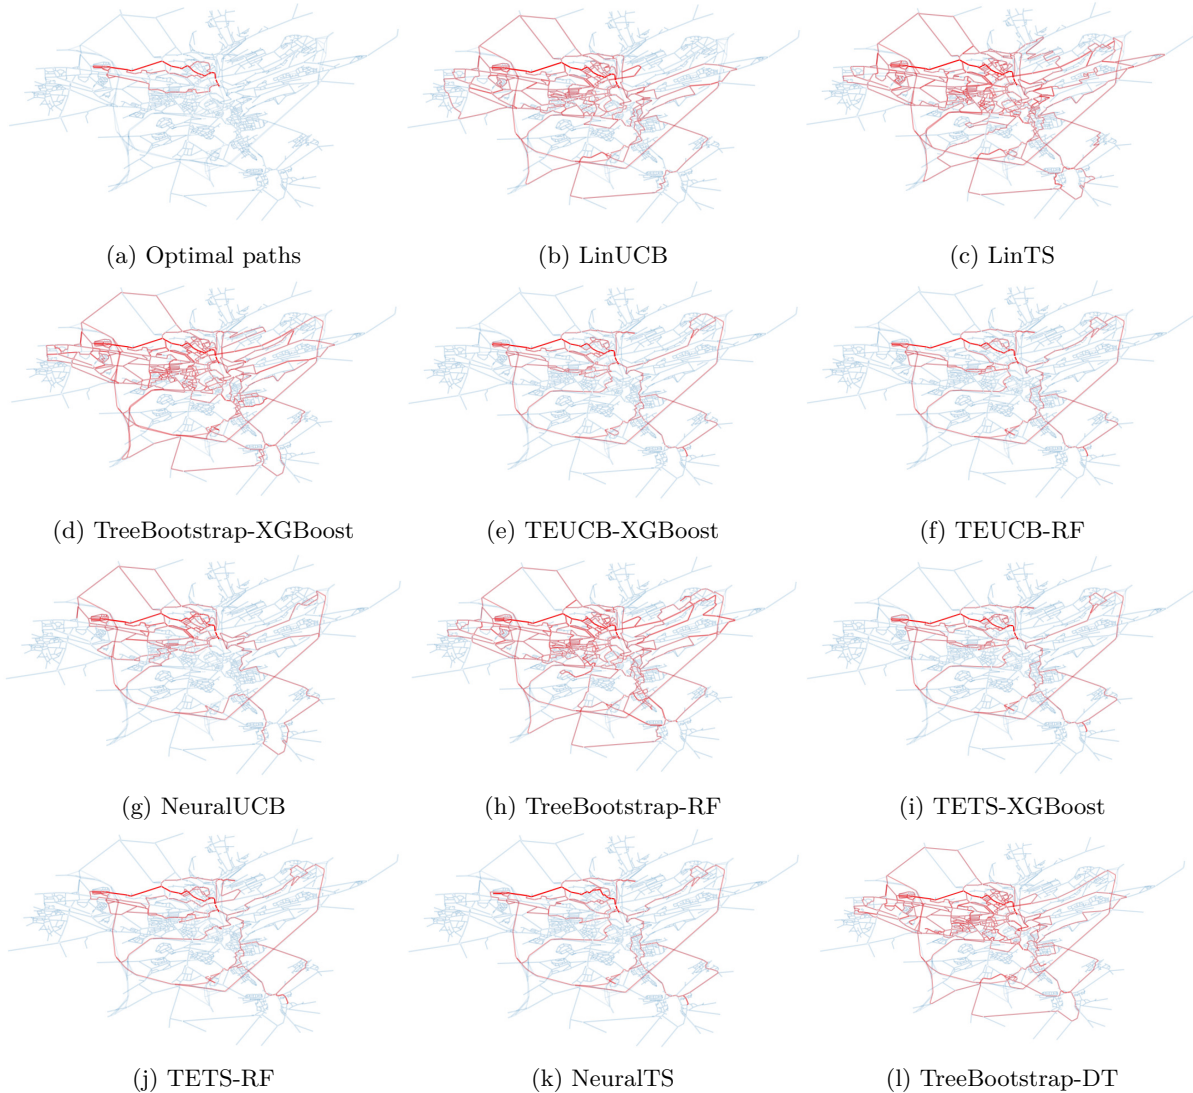 (a) Optimal paths
(b) LinUCB
(c) LinTS
(d) TreeBootstrap-XGBoost
(e) TEUCB-XGBoost
(f) TEUCB-RF
(g) NeuralUCB
(h) TreeBootstrap-RF
(i) TETS-XGBoost
(j) TETS-RF
(k) NeuralTS
(l) TreeBootstrap-DT